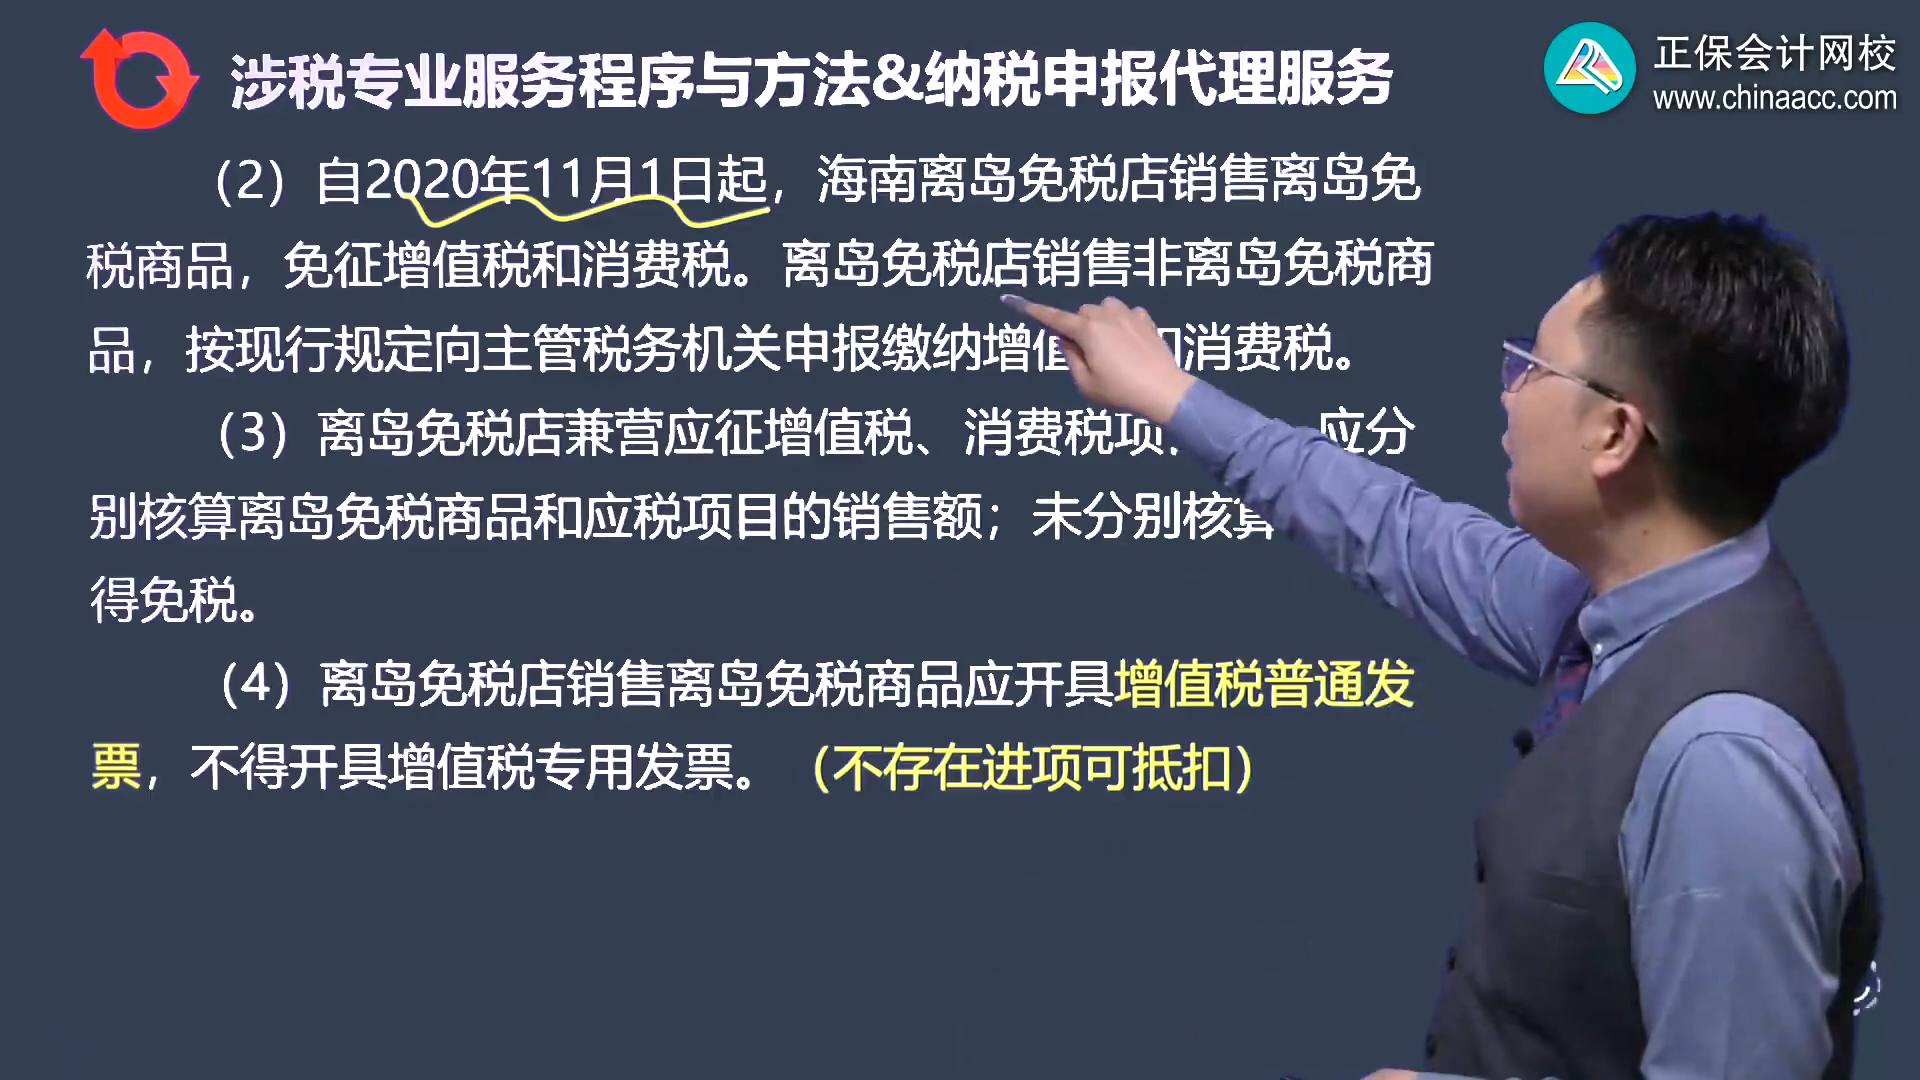 涉税专业服务程序与方法&纳税申报代理服务
正保会计网校
www.chinaacc.com
（2）自2020年11月1日起，海南离岛免税店销售离岛免
税商品，免征增值税和消费税。离岛免税店销售非离岛免税商
品，按现行规定向主管税务机关申报缴纳增值 消费税。
（3）离岛免税店兼营应征增值税、消费税项 应分
别核算离岛免税商品和应税项目的销售额；未分别核算
得免税。
（4）离岛免税店销售离岛免税商品应开具增值税普通发
票，不得开具增值税专用发票。（不存在进项可抵扣）